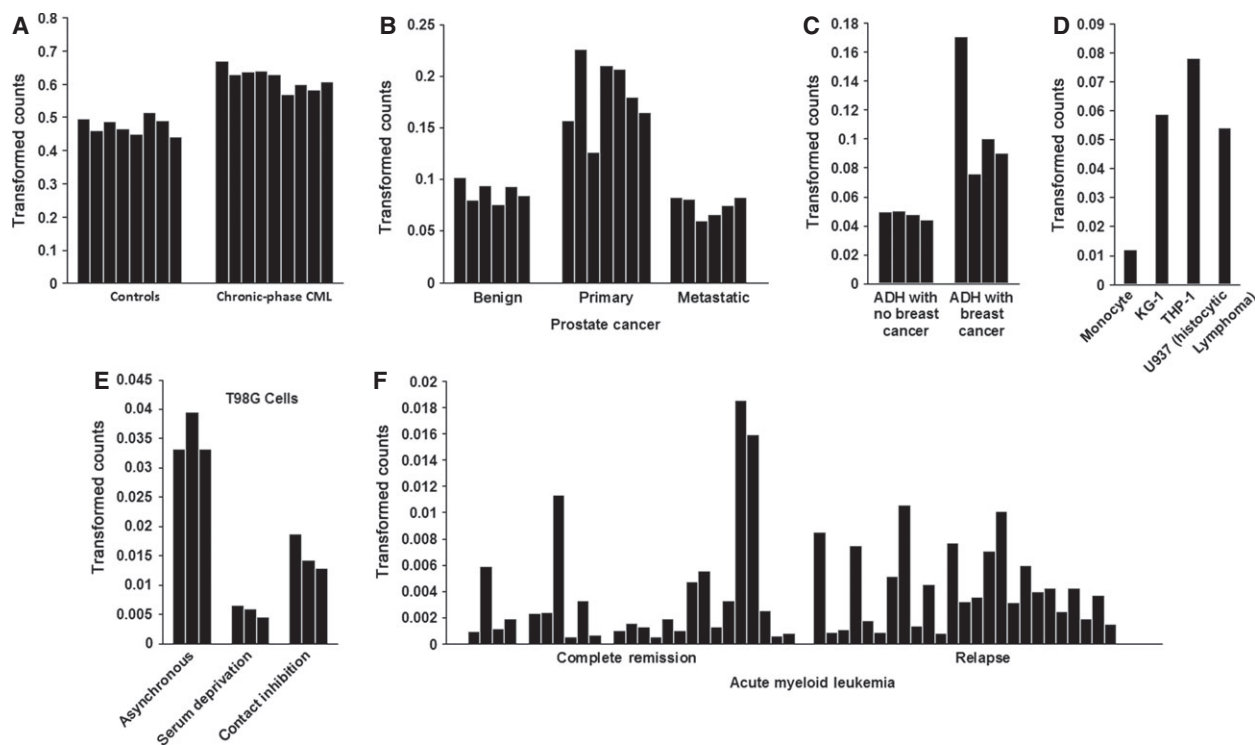 A
Transformed counts
0.8
0.7
0.6
0.5
0.4
0.3
0.2
0.1
0
Controls
Chronic-phase CML
B
Transformed counts
0.25
0.2
0.15
0.1
0.05
0
Benign
Primary
Metastatic
Prostate cancer
C
Transformed counts
0.18
0.16
0.14
0.12
0.1
0.08
0.06
0.04
0.02
0
ADH with
no breast
cancer
ADH with
breast
cancer
D
Transformed counts
0.09
0.08
0.07
0.06
0.05
0.04
0.03
0.02
0.01
0
Monocyte
KG-1
THP-1
U937 (histocytic
Lymphoma)
E
T98G Cells
Transformed counts
0.045
0.04
0.035
0.03
0.025
0.02
0.015
0.01
0.005
0
Asynchronous
Serum deprivation
Contact inhibition
F
Transformed counts
0.02
0.018
0.016
0.014
0.012
0.01
0.008
0.006
0.004
0.002
0
Complete remission
Relapse
Acute myeloid leukemia